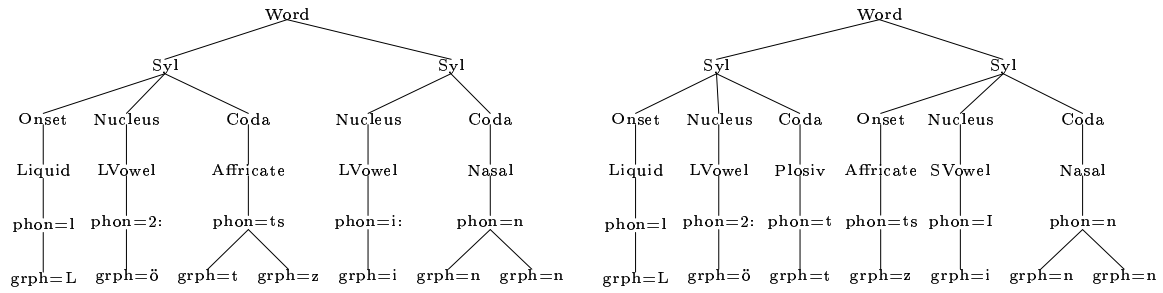 Word Word
Syl Syl Syl Syl
Onset Nucleus Coda Nucleus Coda Onset Nucleus Coda Onset Nucleus Coda
Liquid LVowel Affricate LVowel Nasal Liquid LVowel Plosiv Affricate SVowel Nasal
phon=l phon=2: phon=ts phon=i: phon=n phon=l phon=2: phon=t phon=ts phon=I phon=n
grph=L grph=ö grph=t grph=z grph=i grph=n grph=n grph=L grph=ö grph=t grph=z grph=i grph=n grph=n